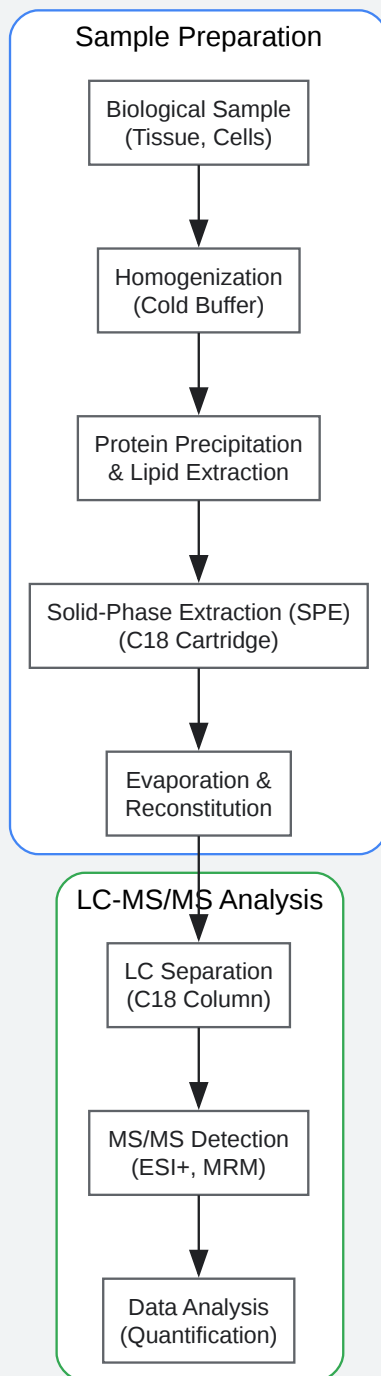 Sample Preparation
Biological Sample
(Tissue, Cells)
Homogenization
(Cold Buffer)
Protein Precipitation
& Lipid Extraction
Solid-Phase Extraction (SPE)
(C18 Cartridge)
Evaporation &
Reconstitution
LC-MS/MS Analysis
LC Separation
(C18 Column)
MS/MS Detection
(ESI+, MRM)
Data Analysis
(Quantification)